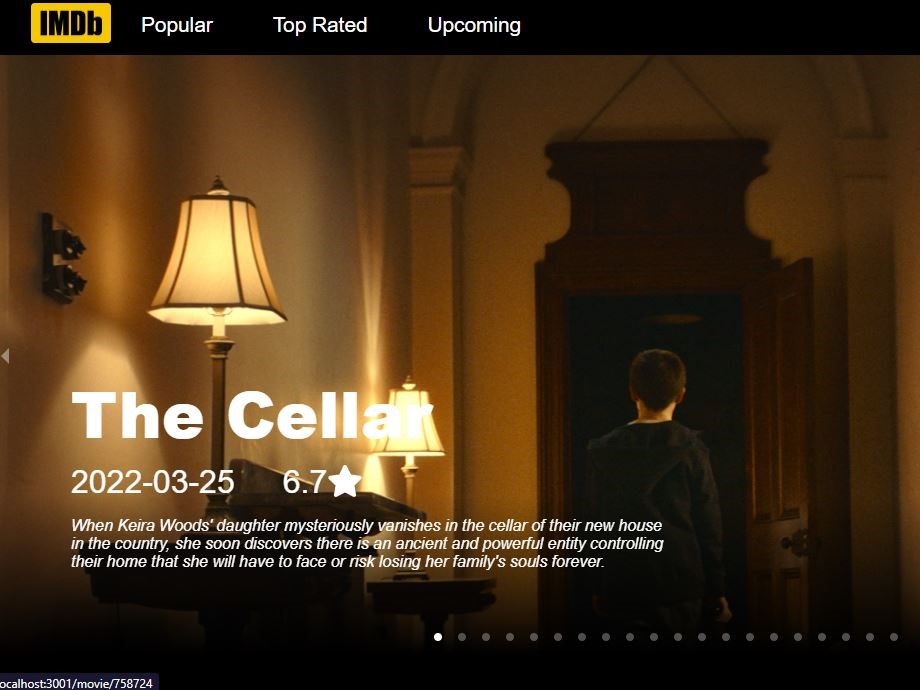 IMDb Popular Top Rated Upcoming
The Cellar
2022-03-25 6.7
When Keira Woods' daughter mysteriously vanishes in the cellar of their new house
in the country, she soon discovers there is an ancient and powerful entity controlling
their home that she will have to face or risk losing her family's souls forever.
ocalhost:3001/movie/758724